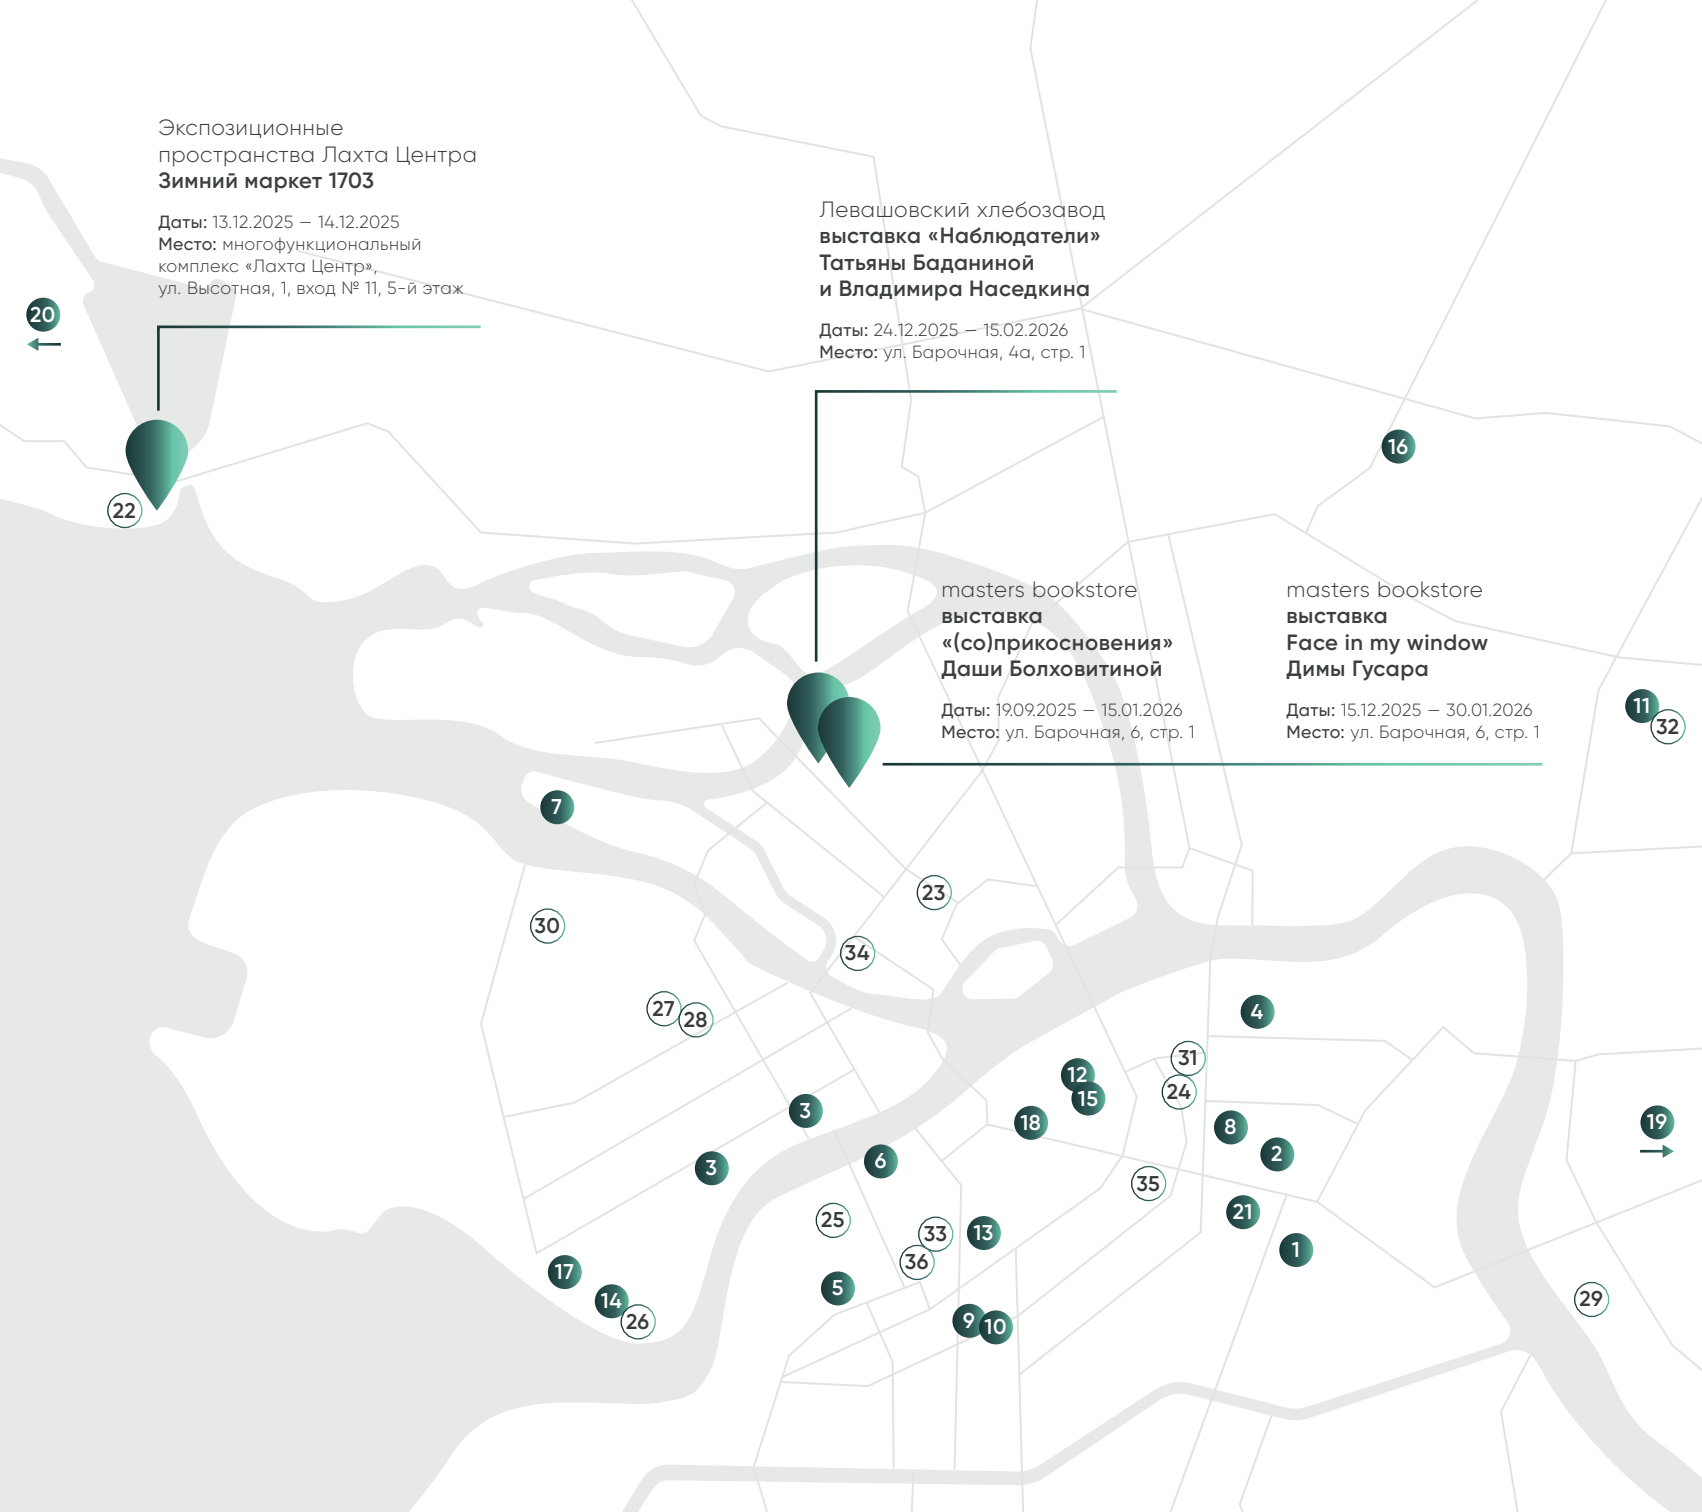 Экспозиционные
пространства Лахта Центра
Зимний маркет 1703
Даты: 13.12.2025 — 14.12.2025
Место: многофункциональный
комплекс «Лахта Центр»,
ул. Высотная, 1, вход № 11, 5-й этаж
Левашовский хлебозавод
выставка «Наблюдатели»
Татьяны Баданиной
и Владимира Наседкина
Даты: 24.12.2025 — 15.02.2026
Место: ул. Барочная, 4а, стр. 1
20
16
22
masters bookstore
выставка
«(со)прикосновения»
Даши Болховитиной
Даты: 19.09.2025 — 15.01.2026
Место: ул. Барочная, 6, стр. 1
masters bookstore
выставка
Face in my window
Димы Гусара
Даты: 15.12.2025 — 30.01.2026
Место: ул. Барочная, 6, стр. 1
11
32
7
23
30
34
27
28
4
31
12
24
15
3
18
19
8
2
6
3
35
21
25
33
13
1
36
17
5
14
29
26
9
10